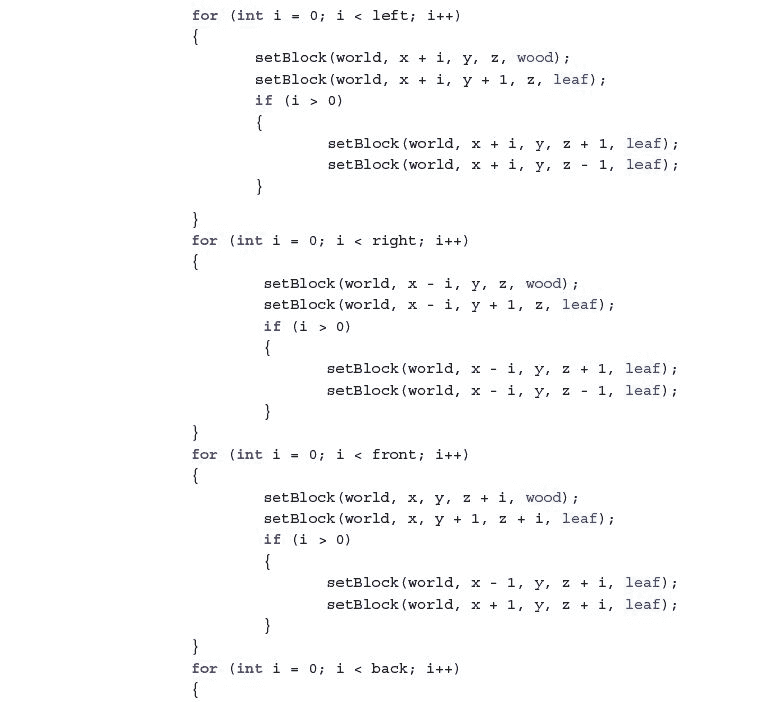 for (int i = 0; i < left; i++)
{
setBlock(world, x + i, y, z, wood);
setBlock(world, x + i, y + 1, z, leaf);
if (i > 0)
{
setBlock(world, x + i, y, z + 1, leaf);
setBlock(world, x + i, y, z - 1, leaf);
}
}
for (int i = 0; i < right; i++)
{
setBlock(world, x - i, y, z, wood);
setBlock(world, x - i, y + 1, z, leaf);
if (i > 0)
{
setBlock(world, x - i, y, z + 1, leaf);
setBlock(world, x - i, y, z - 1, leaf);
}
}
for (int i = 0; i < front; i++)
{
setBlock(world, x, y, z + i, wood);
setBlock(world, x, y + 1, z + i, leaf);
if (i > 0)
{
setBlock(world, x - 1, y, z + i, leaf);
setBlock(world, x + 1, y, z + i, leaf);
}
}
for (int i = 0; i < back; i++)
{